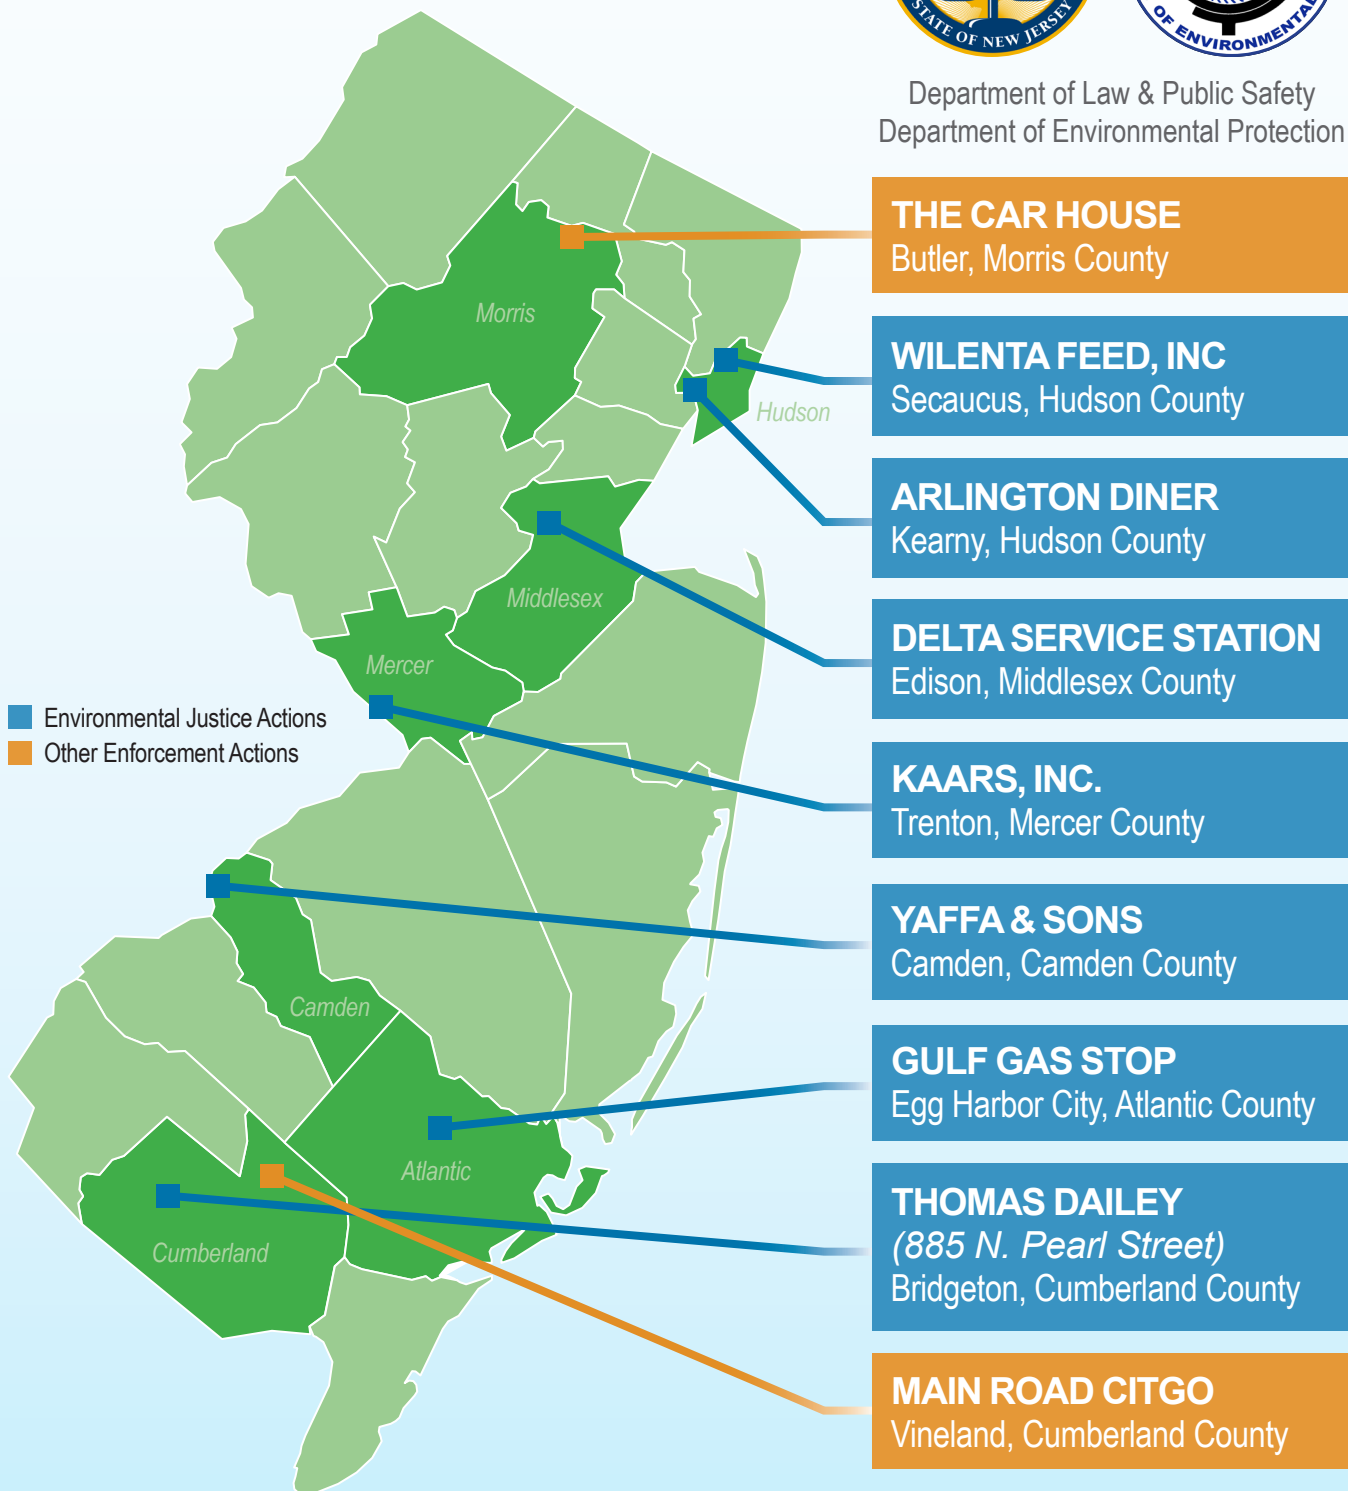 STATE OF NEW JERSEY
OF ENVIRONMENTAL
Department of Law & Public Safety
Department of Environmental Protection
THE CAR HOUSE
Butler, Morris County
WILENTA FEED, INC
Secaucus, Hudson County
ARLINGTON DINER
Kearny, Hudson County
DELTA SERVICE STATION
Edison, Middlesex County
KAARS, INC.
Trenton, Mercer County
YAFFA & SONS
Camden, Camden County
GULF GAS STOP
Egg Harbor City, Atlantic County
THOMAS DAILEY
(885 N. Pearl Street)
Bridgeton, Cumberland County
MAIN ROAD CITGO
Vineland, Cumberland County
Morris
Hudson
Middlesex
Mercer
Environmental Justice Actions
Other Enforcement Actions
Camden
Atlantic
Cumberland